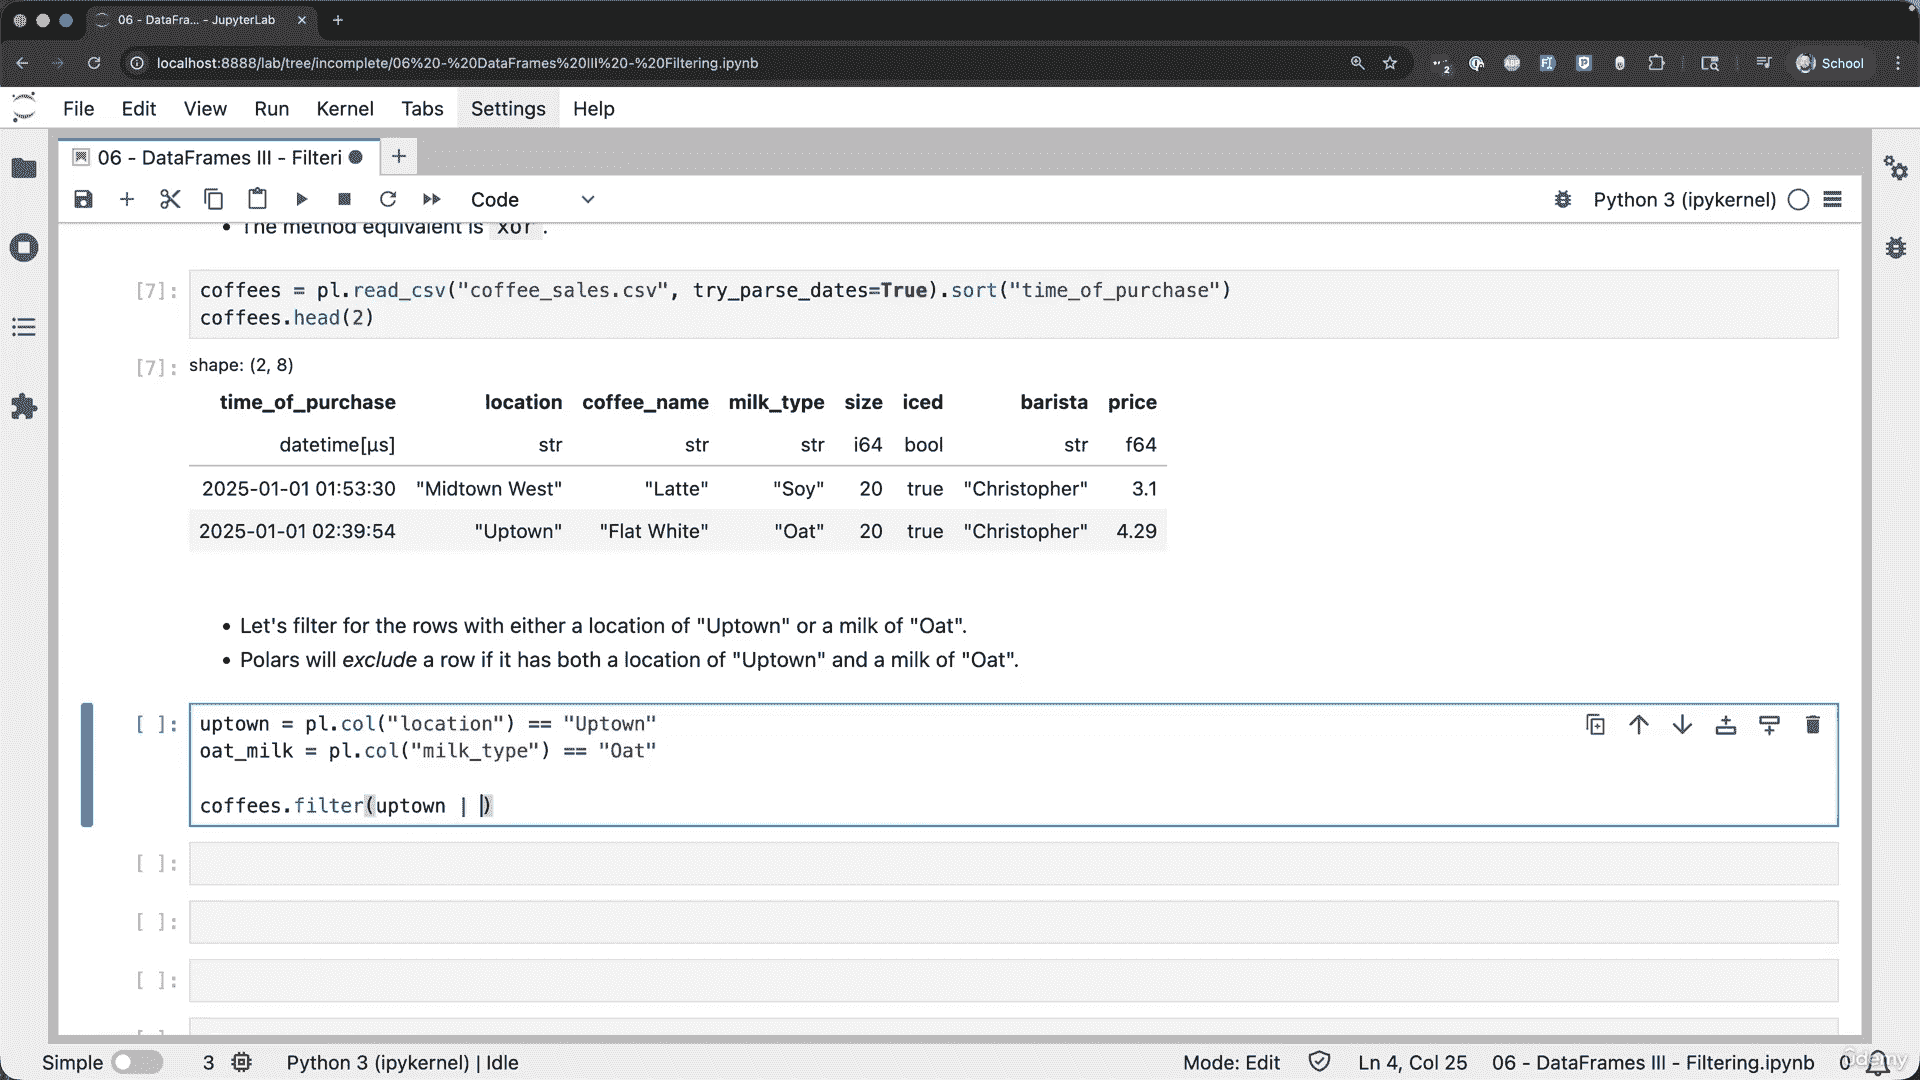 06 - DataFra... - JupyterLab
localhost:8888/lab/tree/incomplete/06%20-%20DataFrames%20III%20-%20Filtering.ipynb
2
ABP
School
File Edit View Run Kernel Tabs Settings Help
06 - DataFrames III - Filteri
Code
Python 3 (ipykernel)
The method equivalent is xor.
[7]:
coffees = pl.read_csv("coffee_sales.csv", try_parse_dates=True).sort("time_of_purchase")
coffees.head(2)
[7]:
shape: (2, 8)
time_of_purchase location coffee_name milk_type size iced barista price
datetime[μs] str str str i64 bool str f64
2025-01-01 01:53:30 "Midtown West" "Latte" "Soy" 20 true "Christopher" 3.1
2025-01-01 02:39:54 "Uptown" "Flat White" "Oat" 20 true "Christopher" 4.29
• Let's filter for the rows with either a location of "Uptown" or a milk of "Oat".
• Polars will exclude a row if it has both a location of "Uptown" and a milk of "Oat".
[ ]:
uptown = pl.col("location") == "Uptown"
oat_milk = pl.col("milk_type") == "Oat"
coffees.filter(uptown | )
[ ]:
[ ]:
[ ]:
Simple 3 Python 3 (ipykernel) | Idle Mode: Edit Ln 4, Col 25 06 - DataFrames III - Filtering.ipynb 0
udemy